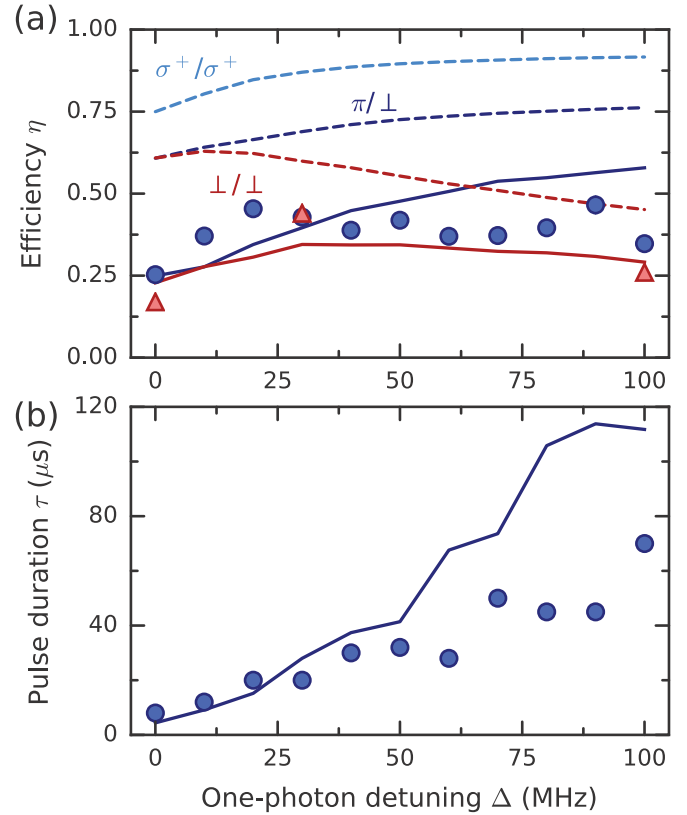 (a)
1.00
0.75
0.50
0.25
0.00
Efficiency η
σ⁺/σ⁺
π/⊥
⊥/⊥
0 25 50 75 100
(b)
120
80
40
0
Pulse duration τ (μs)
0 25 50 75 100
One-photon detuning Δ (MHz)